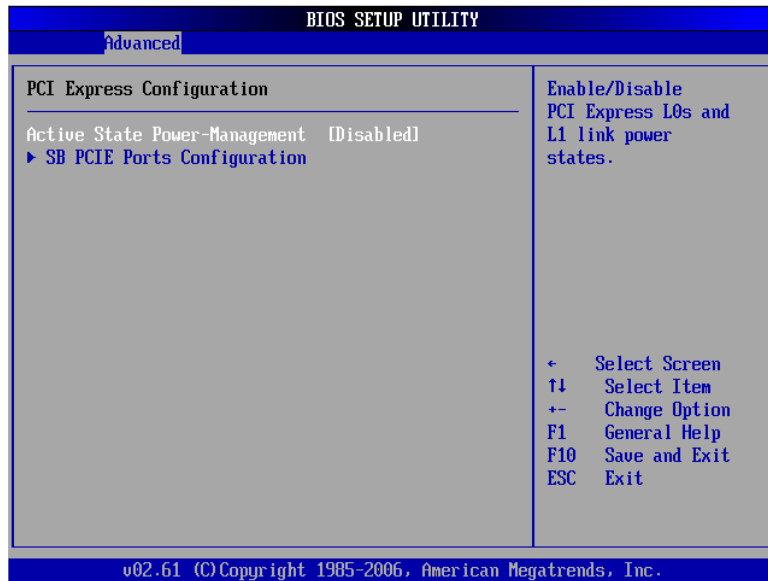 BIOS SETUP UTILITY
Advanced
PCI Express Configuration
Active State Power-Management [Disabled]
▶ SB PCIE Ports Configuration
Enable/Disable
PCI Express L0s and
L1 link power
states.
← Select Screen
↑↓ Select Item
+- Change Option
F1 General Help
F10 Save and Exit
ESC Exit
v02.61 (C)Copyright 1985-2006, American Megatrends, Inc.